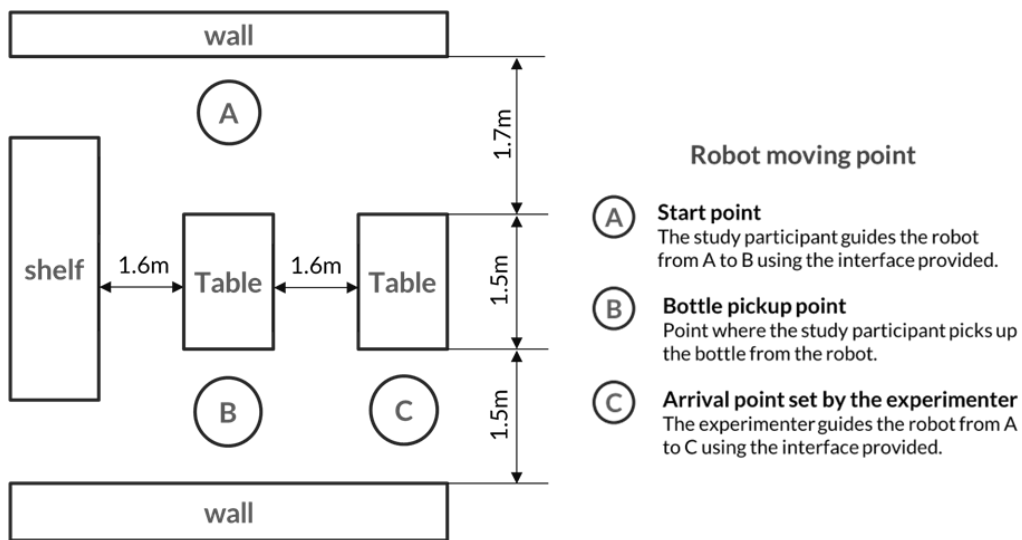 wall
A
1.7m
shelf
1.6m
Table
1.6m
Table
1.5m
B
C
1.5m
wall
Robot moving point
A
Start point
The study participant guides the robot
from A to B using the interface provided.
B
Bottle pickup point
Point where the study participant picks up
the bottle from the robot.
C
Arrival point set by the experimenter
The experimenter guides the robot from A
to C using the interface provided.